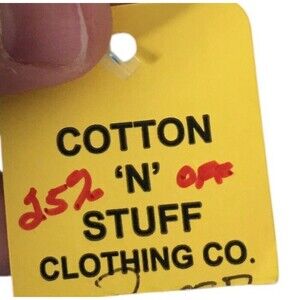 COTTON
25% 'N' OFF
STUFF
CLOTHING CO.